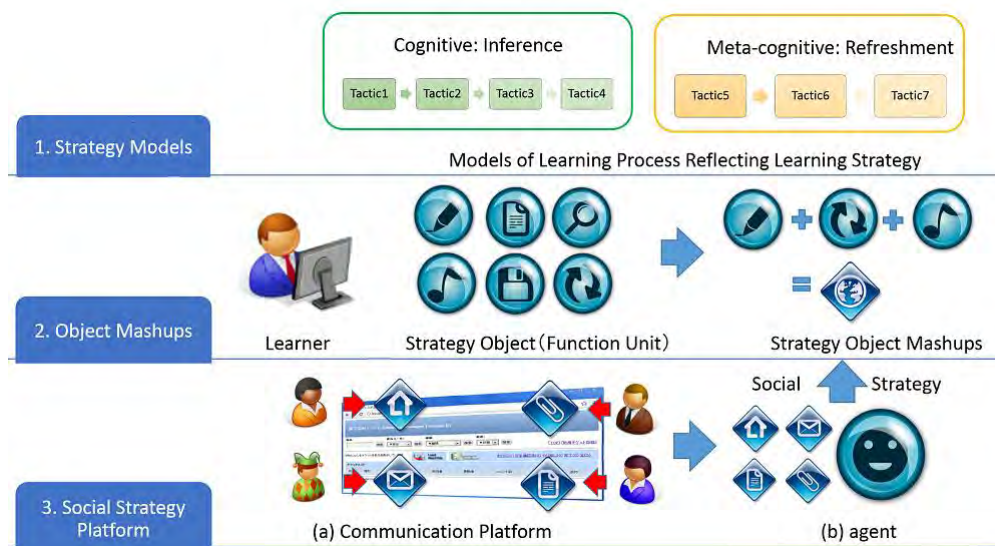 Cognitive: Inference
Tactic1
Tactic2
Tactic3
Tactic4
Meta-cognitive: Refreshment
Tactic5
Tactic6
Tactic7
1. Strategy Models
Models of Learning Process Reflecting Learning Strategy
2. Object Mashups
Learner
Strategy Object(Function Unit)
Strategy Object Mashups
Social
Strategy
3. Social Strategy
Platform
(a) Communication Platform
(b) agent